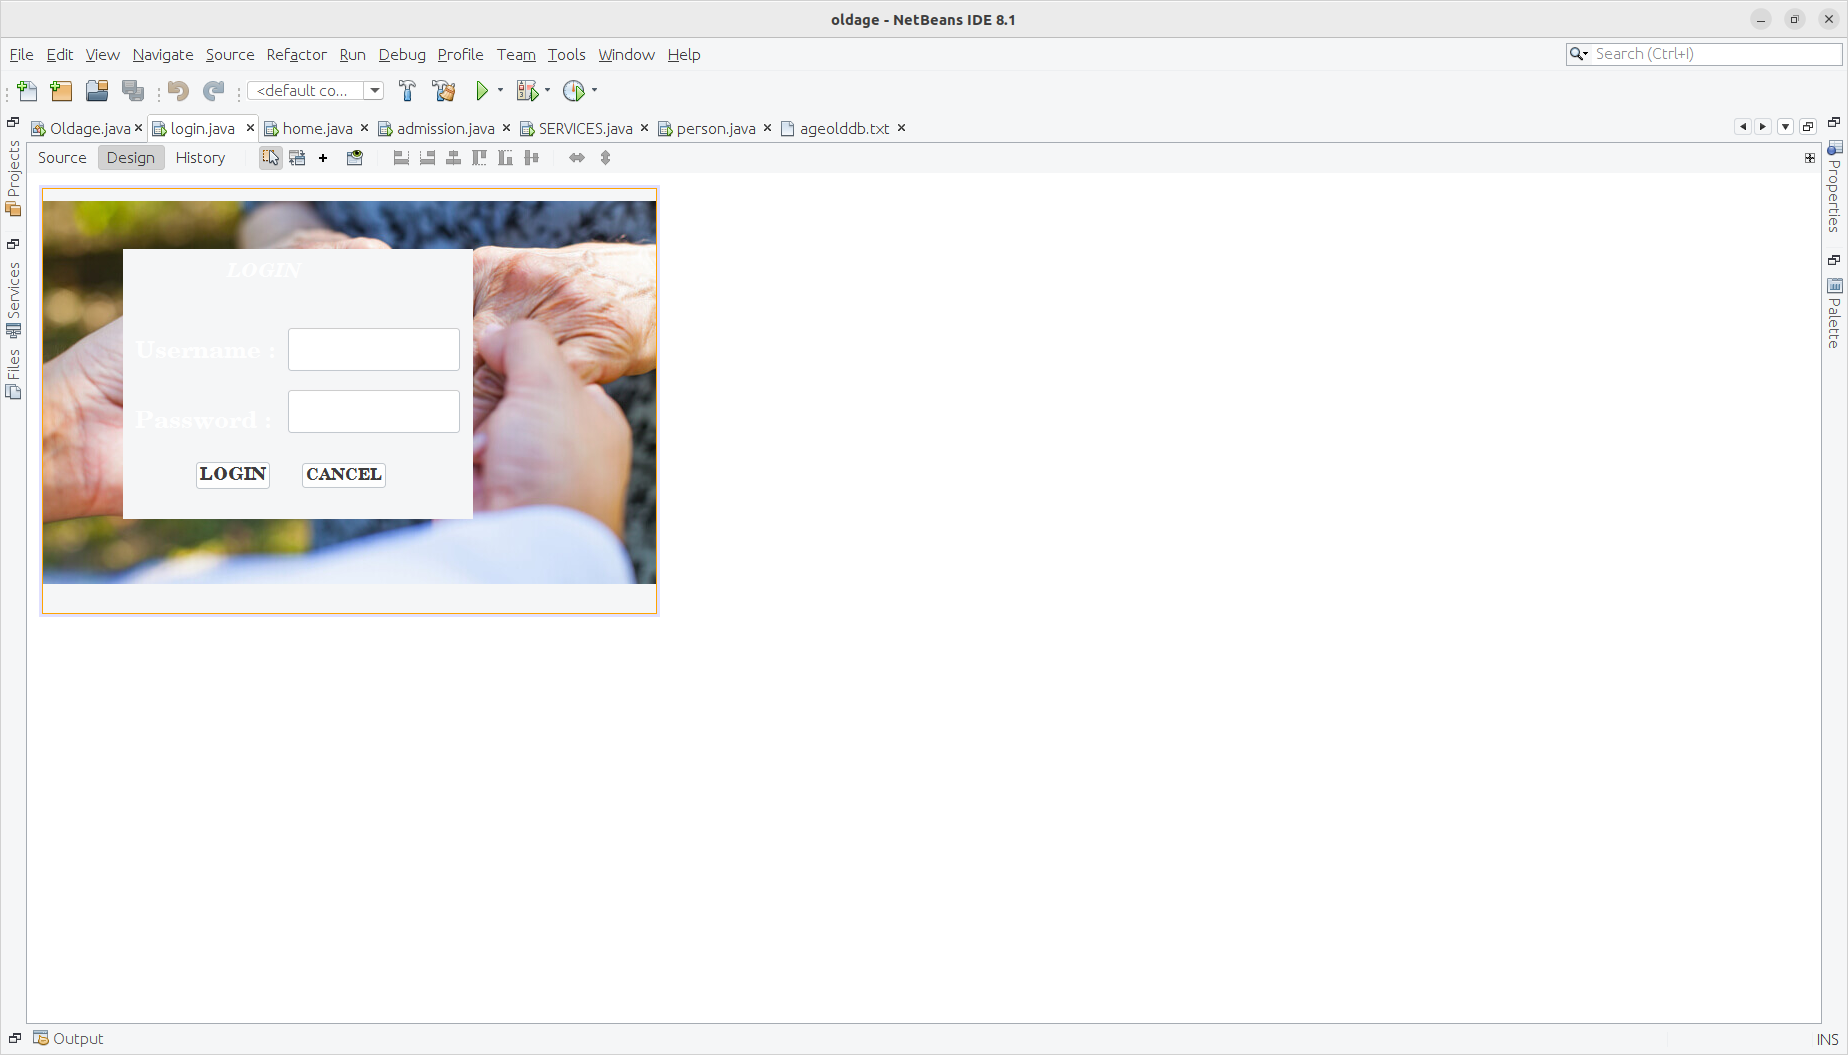 oldage - NetBeans IDE 8.1
File Edit View Navigate Source Refactor Run Debug Profile Team Tools Window Help
Search (Ctrl+I)
<default co...
Oldage.java login.java home.java admission.java SERVICES.java person.java ageolddb.txt
Source Design History
Projects
Services
Files
LOGIN
Username :
Password :
LOGIN CANCEL
Properties
Palette
Output
INS